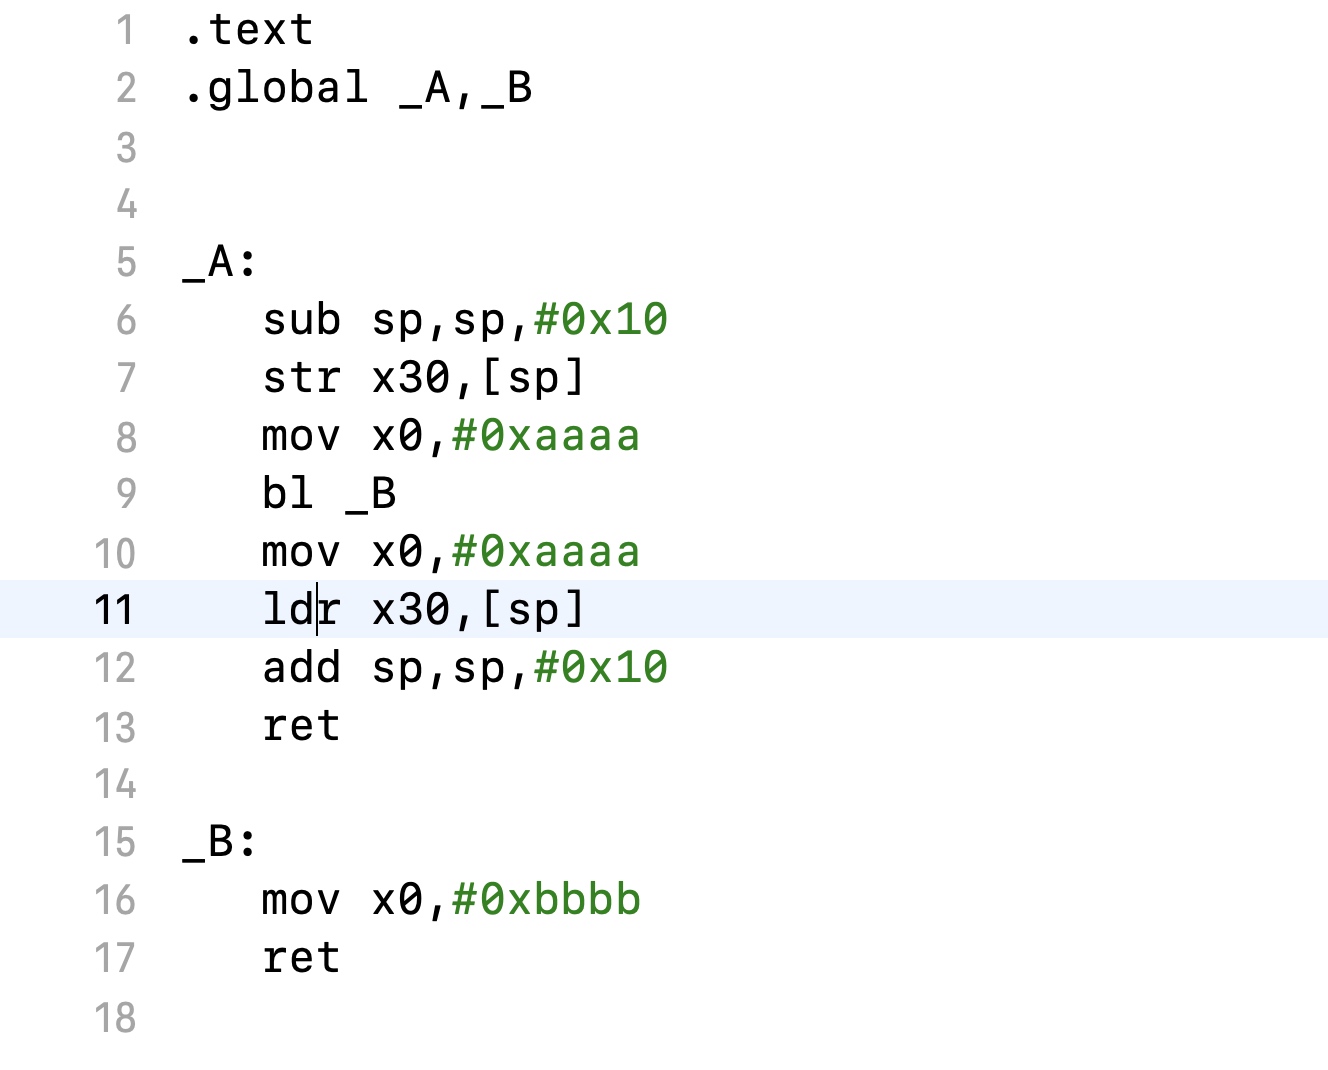 1 .text
2 .global _A,_B
3
4
5 _A:
6 sub sp,sp,#0x10
7 str x30,[sp]
8 mov x0,#0xaaaa
9 bl _B
10 mov x0,#0xaaaa
11 ldr x30,[sp]
12 add sp,sp,#0x10
13 ret
14
15 _B:
16 mov x0,#0xbbbb
17 ret
18